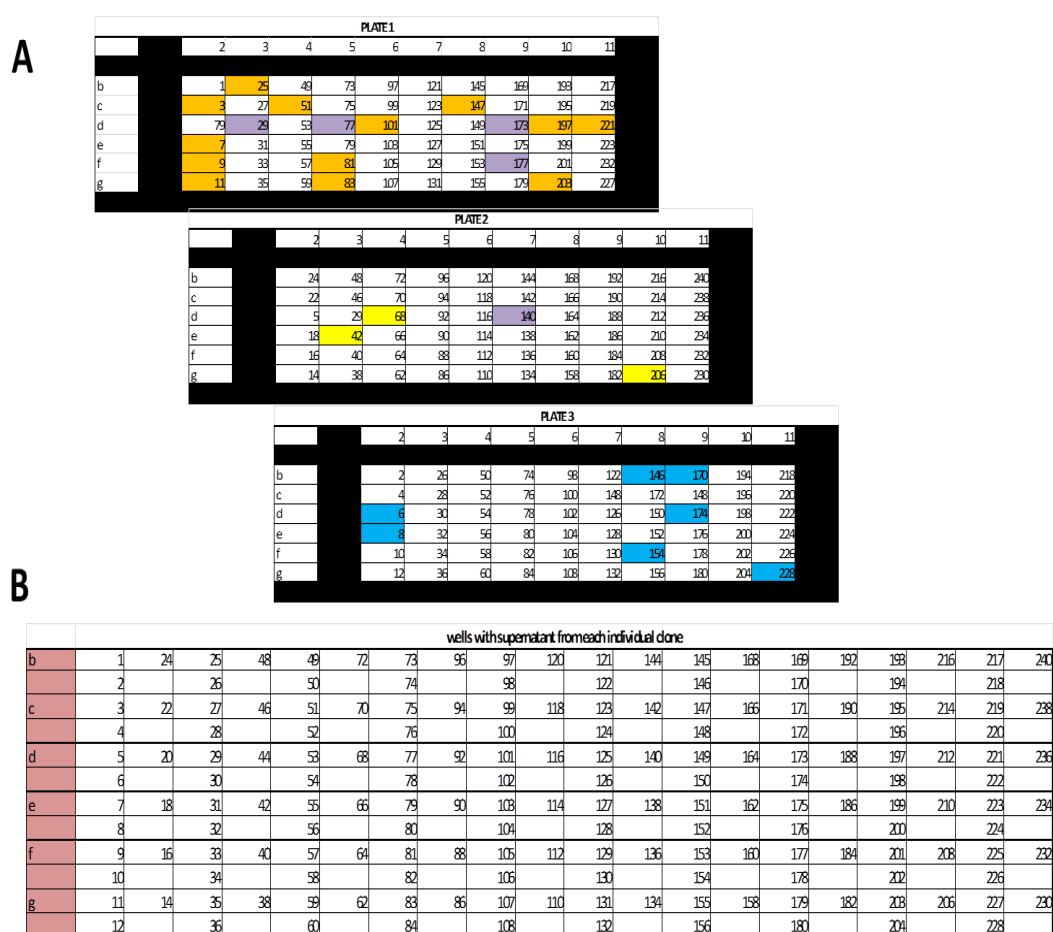 A
PLATE 1
2 3 4 5 6 7 8 9 10 11
b 1 25 49 73 97 121 145 169 193 217
c 3 27 51 75 99 123 147 171 195 219
d 79 29 53 77 101 125 149 173 197 221
e 7 31 55 79 103 127 151 175 199 223
f 9 33 57 81 105 129 153 177 201 232
g 11 35 59 83 107 131 155 179 203 227
PLATE 2
2 3 4 5 6 7 8 9 10 11
b 24 48 72 96 120 144 168 192 216 240
c 22 46 70 94 118 142 166 190 214 238
d 5 29 68 92 116 140 164 188 212 236
e 18 42 66 90 114 138 162 186 210 234
f 16 40 64 88 112 136 160 184 208 232
g 14 38 62 86 110 134 158 182 206 230
PLATE 3
2 3 4 5 6 7 8 9 10 11
b 2 26 50 74 98 122 146 170 194 218
c 4 28 52 76 100 148 172 148 196 220
d 6 30 54 78 102 126 150 174 198 222
e 8 32 56 80 104 128 152 176 200 224
f 10 34 58 82 106 130 154 178 202 226
g 12 36 60 84 108 132 156 180 204 228
B
wells with supernatant from each individual clone
b 1 24 25 48 49 72 73 96 97 120 121 144 145 168 169 192 193 216 217 240
2 26 50 74 98 122 146 170 194 218
c 3 22 27 46 51 70 75 94 99 118 123 142 147 166 171 190 195 214 219 238
4 28 52 76 100 124 148 172 196 220
d 5 20 29 44 53 68 77 92 101 116 125 140 149 164 173 188 197 212 221 236
6 30 54 78 102 126 150 174 198 222
e 7 18 31 42 55 66 79 90 103 114 127 138 151 162 175 186 199 210 223 234
8 32 56 80 104 128 152 176 200 224
f 9 16 33 40 57 64 81 88 105 112 129 136 153 160 177 184 201 208 225 232
10 34 58 82 106 130 154 178 202 226
g 11 14 35 38 59 62 83 86 107 110 131 134 155 158 179 182 203 206 227 230
12 36 60 84 108 132 156 180 204 228